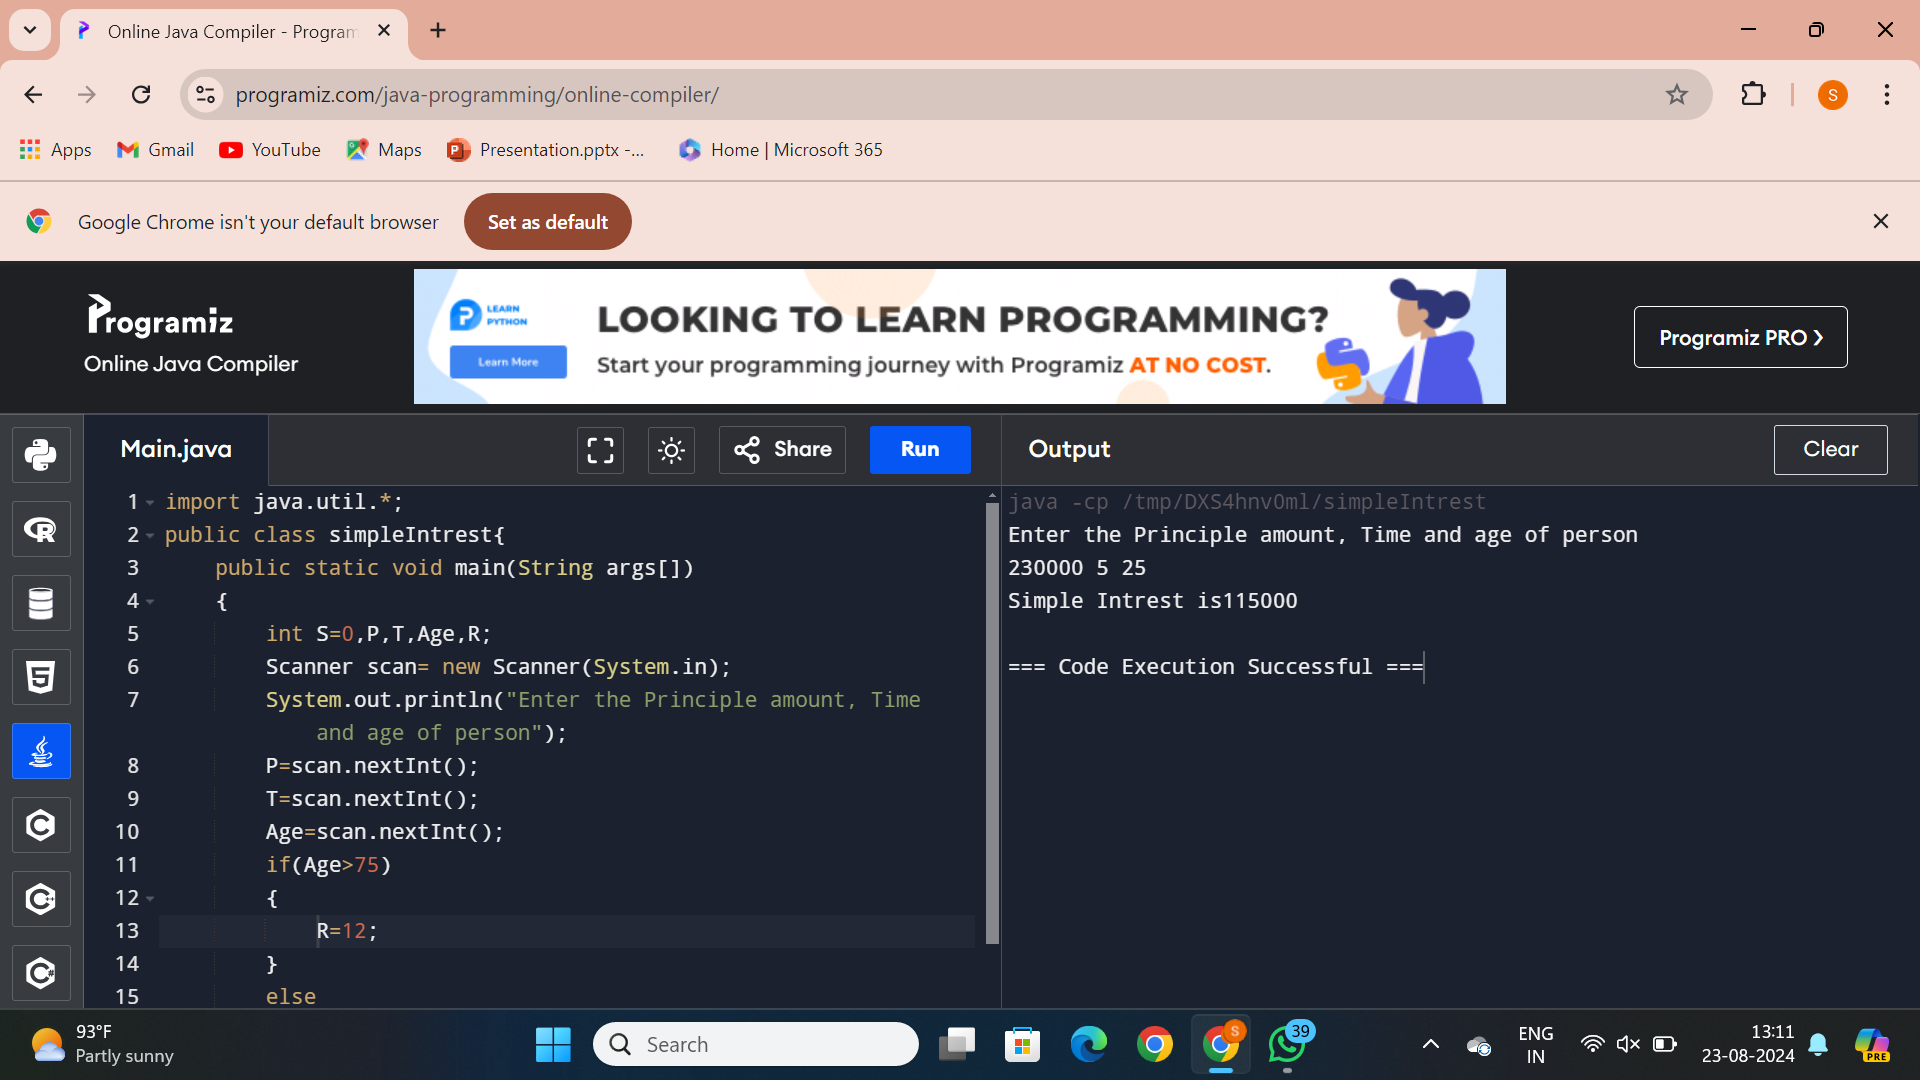 Online Java Compiler - Program
programiz.com/java-programming/online-compiler/
S
Apps
Gmail
YouTube
Maps
Presentation.pptx -...
Home | Microsoft 365
Google Chrome isn't your default browser
Set as default
Programiz
Online Java Compiler
LEARN
PYTHON
Learn More
LOOKING TO LEARN PROGRAMMING?
Start your programming journey with Programiz AT NO COST.
Programiz PRO ❯
Main.java
Share
Run
Output
Clear
1 import java.util.*;
2 public class simpleIntrest{
3 public static void main(String args[])
4 {
5 int S=0,P,T,Age,R;
6 Scanner scan= new Scanner(System.in);
7 System.out.println("Enter the Principle amount, Time
and age of person");
8 P=scan.nextInt();
9 T=scan.nextInt();
10 Age=scan.nextInt();
11 if(Age>75)
12 {
13 R=12;
14 }
15 else
java -cp /tmp/DXS4hnvOml/simpleIntrest
Enter the Principle amount, Time and age of person
230000 5 25
Simple Intrest is115000
=== Code Execution Successful ===
93°F
Partly sunny
Search
S
39
ENG
IN
13:11
23-08-2024
PRE